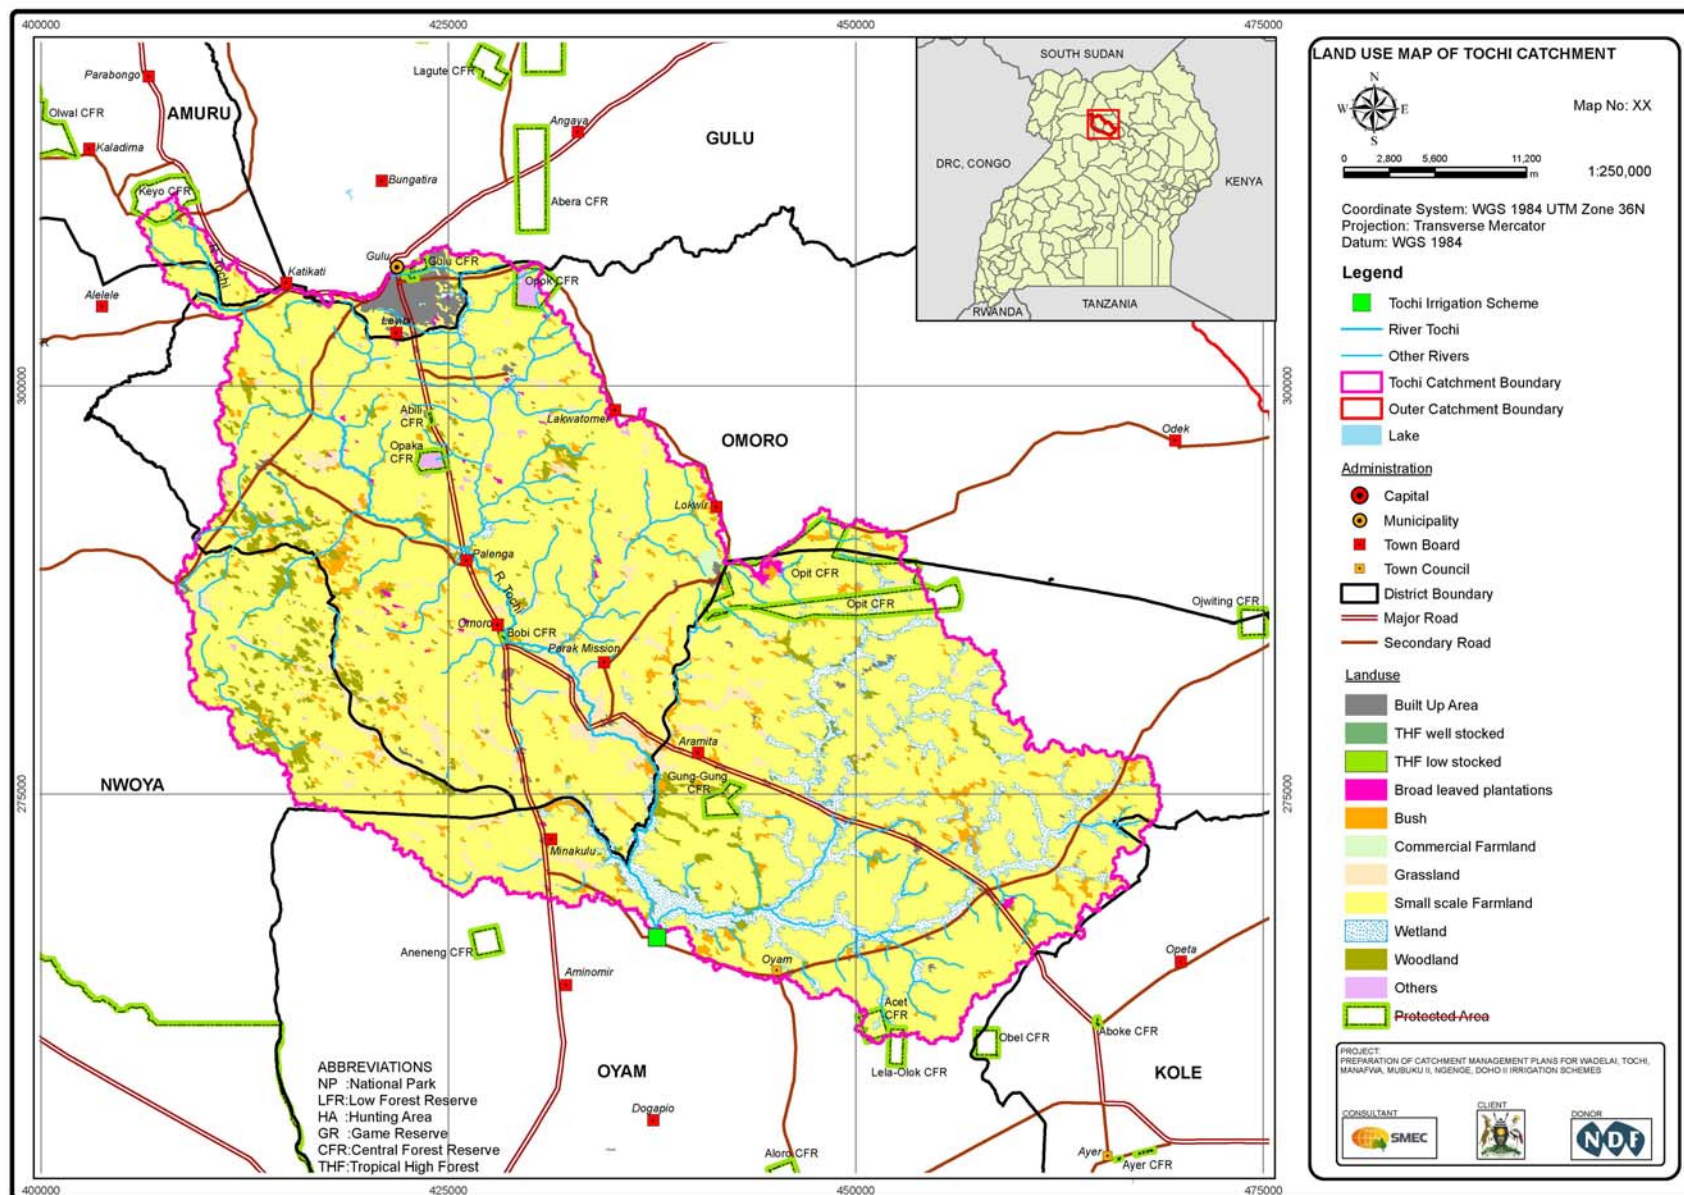 400000
425000
450000
475000
Parabongo
AMURU
Lagute CFR
Olwal CFR
Angaya
GULU
Kaladima
Bungatira
Keyo CFR
Abera CFR
R. Tochi
Gulu
Gulu CFR
Katikati
Opok CFR
Alelele
300000
300000
Abili
CFR
Lakwatomer
Opaka
CFR
OMORO
Odek
Lokwir
Palenga
Opit CFR
R. Tochi
Opit CFR
Ojwiting CFR
Omoro
Bobi CFR
Parak Mission
Aramita
Gung-Gung
CFR
NWOYA
275000
275000
Minakulu
Aneneng CFR
Oyam
Opeta
Aminomir
Acet
CFR
Aboke CFR
Obel CFR
Lela-Olok CFR
OYAM
KOLE
Dogapio
Aloro CFR
Ayer
Ayer CFR
ABBREVIATIONS
NP :National Park
LFR:Low Forest Reserve
HA :Hunting Area
GR :Game Reserve
CFR:Central Forest Reserve
THF:Tropical High Forest
400000
425000
450000
475000
SOUTH SUDAN
DRC, CONGO
KENYA
TANZANIA
RWANDA
LAND USE MAP OF TOCHI CATCHMENT
N
W E
S
Map No: XX
0 2,800 5,600 11,200
m
1:250,000
Coordinate System: WGS 1984 UTM Zone 36N
Projection: Transverse Mercator
Datum: WGS 1984
Legend
Tochi Irrigation Scheme
River Tochi
Other Rivers
Tochi Catchment Boundary
Outer Catchment Boundary
Lake
Administration
Capital
Municipality
Town Board
Town Council
District Boundary
Major Road
Secondary Road
Landuse
Built Up Area
THF well stocked
THF low stocked
Broad leaved plantations
Bush
Commercial Farmland
Grassland
Small scale Farmland
Wetland
Woodland
Others
Protected Area
PROJECT:
PREPARATION OF CATCHMENT MANAGEMENT PLANS FOR WADELAI, TOCHI,
MANAFWA, MUBUKU II, NGENGE, DOHO II IRRIGATION SCHEMES
CONSULTANT
CLIENT
DONOR
SMEC
NDF